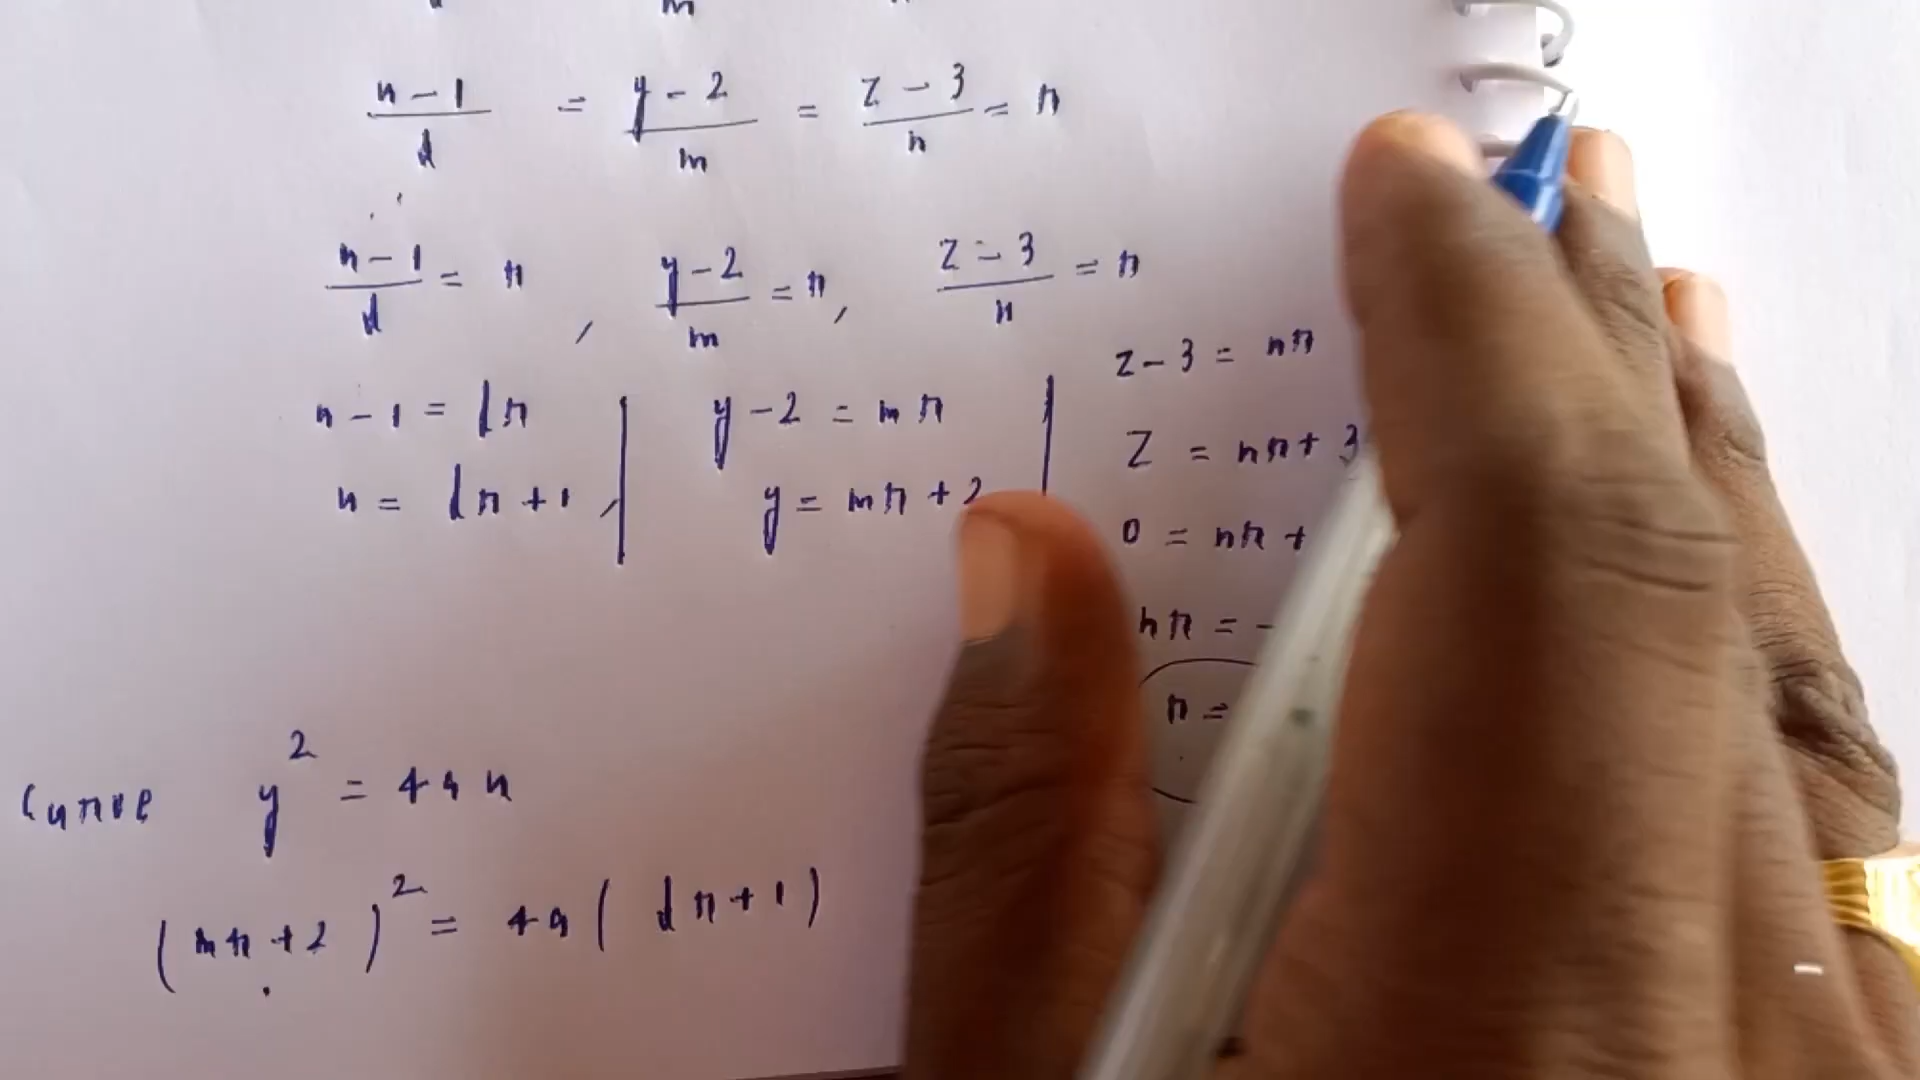 x - 1 / l = y - 2 / m = z - 3 / n = r
x - 1 / l = r , y - 2 / m = r , z - 3 / n = r
x - 1 = lr
x = lr + 1 ,
y - 2 = mr
y = mr + 2
z - 3 = nr
z = nr + 3
0 = nr +
nr = -
r =
Curve y² = 4ax
(mr + 2)² = 4a(lr + 1)